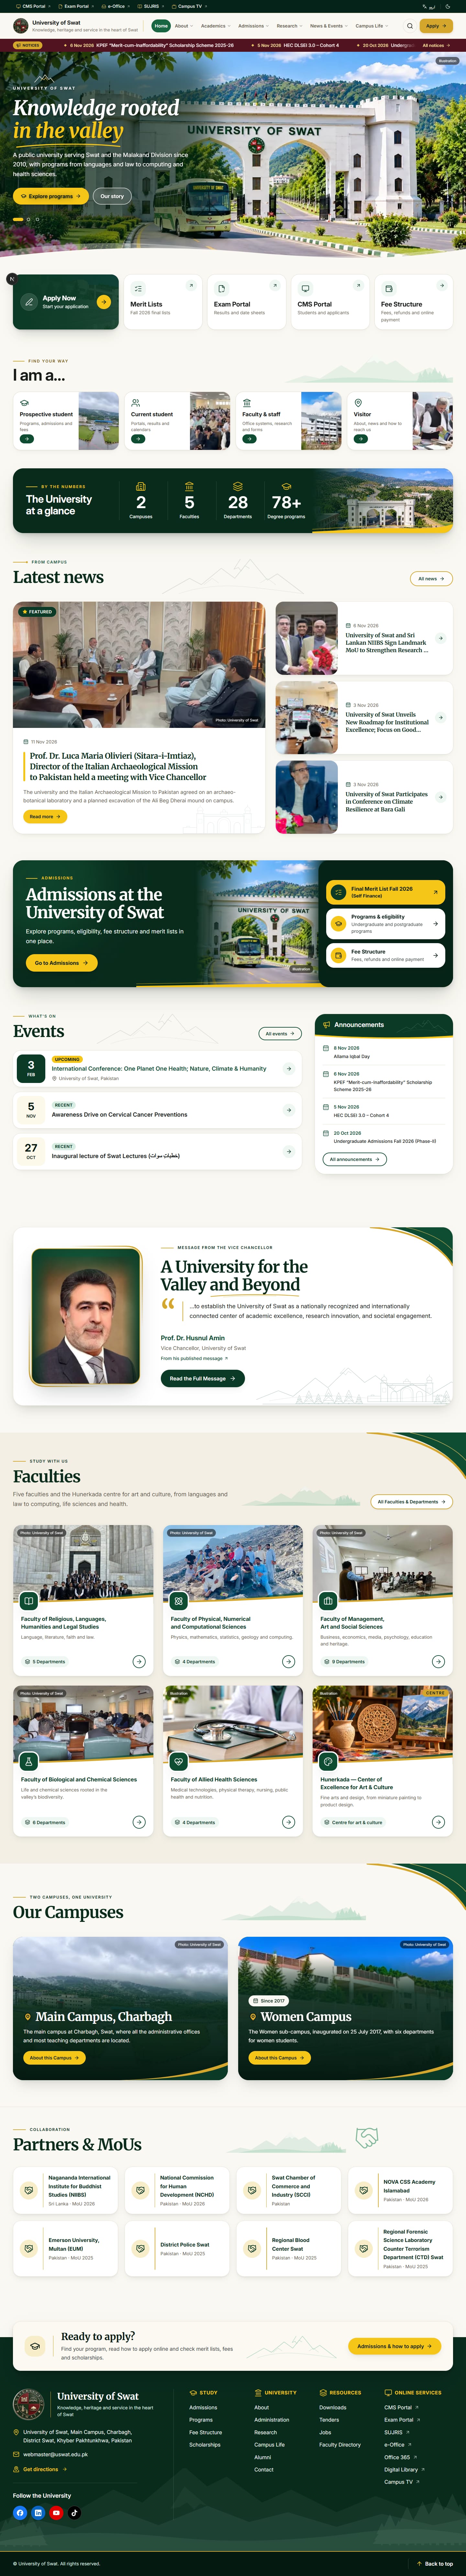 CMS Portal
Exam Portal
e-Office
SUJRIS
Campus TV
اردو
University of Swat
Knowledge, heritage and service in the heart of Swat
Home
About
Academics
Admissions
Research
News & Events
Campus Life
Apply
NOTICES
6 Nov 2026 KPEF "Merit-cum-Inaffordability" Scholarship Scheme 2025-26
5 Nov 2026 HEC DLSEI 3.0 – Cohort 4
20 Oct 2026
All notices
Illustration
UNIVERSITY OF SWAT
Knowledge rooted
in the valley
A public university serving Swat and the Malakand Division since
2010, with programs from languages and law to computing and
health sciences.
Explore programs
Our story
UNIVERSITY OF SWAT
N
Apply Now
Start your application
Merit Lists
Fall 2026 final lists
Exam Portal
Results and date sheets
CMS Portal
Students and applicants
Fee Structure
Fees, refunds and online
payment
FIND YOUR WAY
I am a...
Prospective student
Programs, admissions and
fees
Current student
Portals, results and
calendars
Faculty & staff
Office systems, research
and forms
Visitor
About, news and how to
reach us
BY THE NUMBERS
The University
at a glance
2
Campuses
5
Faculties
28
Departments
78+
Degree programs
FROM CAMPUS
Latest news
All news
FEATURED
Photo: University of Swat
11 Nov 2026
Prof. Dr. Luca Maria Olivieri (Sitara-i-Imtiaz),
Director of the Italian Archaeological Mission
to Pakistan held a meeting with Vice Chancellor
The university and the Italian Archaeological Mission to Pakistan agreed on an archaeo-
botanical laboratory and a planned excavation of the Ali Beg Dherai mound on campus.
Read more
6 Nov 2026
University of Swat and Sri
Lankan NIIBS Sign Landmark
MoU to Strengthen Research ...
3 Nov 2026
University of Swat Unveils
New Roadmap for Institutional
Excellence; Focus on Good...
3 Nov 2026
University of Swat Participates
in Conference on Climate
Resilience at Bara Gali
ADMISSIONS
Admissions at the
University of Swat
Explore programs, eligibility, fee structure and merit lists in
one place.
Go to Admissions
Illustration
Final Merit List Fall 2026
(Self Finance)
Programs & eligibility
Undergraduate and postgraduate
programs
Fee Structure
Fees, refunds and online payment
WHAT'S ON
Events
All events
3
FEB
UPCOMING
International Conference: One Planet One Health; Nature, Climate & Humanity
University of Swat, Pakistan
5
NOV
RECENT
Awareness Drive on Cervical Cancer Preventions
27
OCT
RECENT
Inaugural lecture of Swat Lectures (خطباتِ سوات)
Announcements
8 Nov 2026
Allama Iqbal Day
6 Nov 2026
KPEF "Merit-cum-Inaffordability" Scholarship
Scheme 2025-26
5 Nov 2026
HEC DLSEI 3.0 – Cohort 4
20 Oct 2026
Undergraduate Admissions Fall 2026 (Phase-II)
All announcements
MESSAGE FROM THE VICE CHANCELLOR
A University for the
Valley and Beyond
...to establish the University of Swat as a nationally recognized and internationally
connected center of academic excellence, research innovation, and societal engagement.
Prof. Dr. Husnul Amin
Vice Chancellor, University of Swat
From his published message
Read the Full Message
STUDY WITH US
Faculties
Five faculties and the Hunerkada centre for art and culture, from languages and
law to computing, life sciences and health.
All Faculties & Departments
Photo: University of Swat
Faculty of Religious, Languages,
Humanities and Legal Studies
Language, literature, faith and law.
5 Departments
Photo: University of Swat
Faculty of Physical, Numerical
and Computational Sciences
Physics, mathematics, statistics, geology and computing.
4 Departments
Photo: University of Swat
Faculty of Management,
Art and Social Sciences
Business, economics, media, psychology, education
and heritage.
9 Departments
Photo: University of Swat
Faculty of Biological and Chemical Sciences
Life and chemical sciences rooted in the
valley's biodiversity.
6 Departments
Illustration
Faculty of Allied Health Sciences
Medical technologies, physical therapy, nursing, public
health and nutrition.
4 Departments
Illustration
CENTRE
Hunerkada — Center of
Excellence for Art & Culture
Fine arts and design, from miniature painting to
product design.
Centre for art & culture
TWO CAMPUSES, ONE UNIVERSITY
Our Campuses
Photo: University of Swat
Main Campus, Charbagh
The main campus at Charbagh, Swat, where all the administrative offices
and most teaching departments are located.
About this Campus
Photo: University of Swat
Since 2017
Women Campus
The Women Sub-campus, inaugurated on 25 July 2017, with six departments
for women students.
About this Campus
COLLABORATION
Partners & MoUs
Nagananda International
Institute for Buddhist
Studies (NIIBS)
Sri Lanka · MoU 2026
National Commission
for Human
Development (NCHD)
Pakistan · MoU 2026
Swat Chamber of
Commerce and
Industry (SCCI)
Pakistan
NOVA CSS Academy
Islamabad
Pakistan · MoU 2026
Emerson University,
Multan (EUM)
Pakistan · MoU 2025
District Police Swat
Pakistan · MoU 2025
Regional Blood
Center Swat
Pakistan · MoU 2025
Regional Forensic
Science Laboratory
Counter Terrorism
Department (CTD) Swat
Pakistan · MoU 2025
Ready to apply?
Find your program, read how to apply online and check merit lists, fees
and scholarships.
Admissions & how to apply
University of Swat
Knowledge, heritage and service in the heart
of Swat
University of Swat, Main Campus, Charbagh,
District Swat, Khyber Pakhtunkhwa, Pakistan
webmaster@uswat.edu.pk
Get directions
Follow the University
STUDY
Admissions
Programs
Fee Structure
Scholarships
UNIVERSITY
About
Administration
Research
Campus Life
Alumni
Contact
RESOURCES
Downloads
Tenders
Jobs
Faculty Directory
ONLINE SERVICES
CMS Portal
Exam Portal
SUJRIS
e-Office
Office 365
Digital Library
Campus TV
© University of Swat. All rights reserved.
Back to top